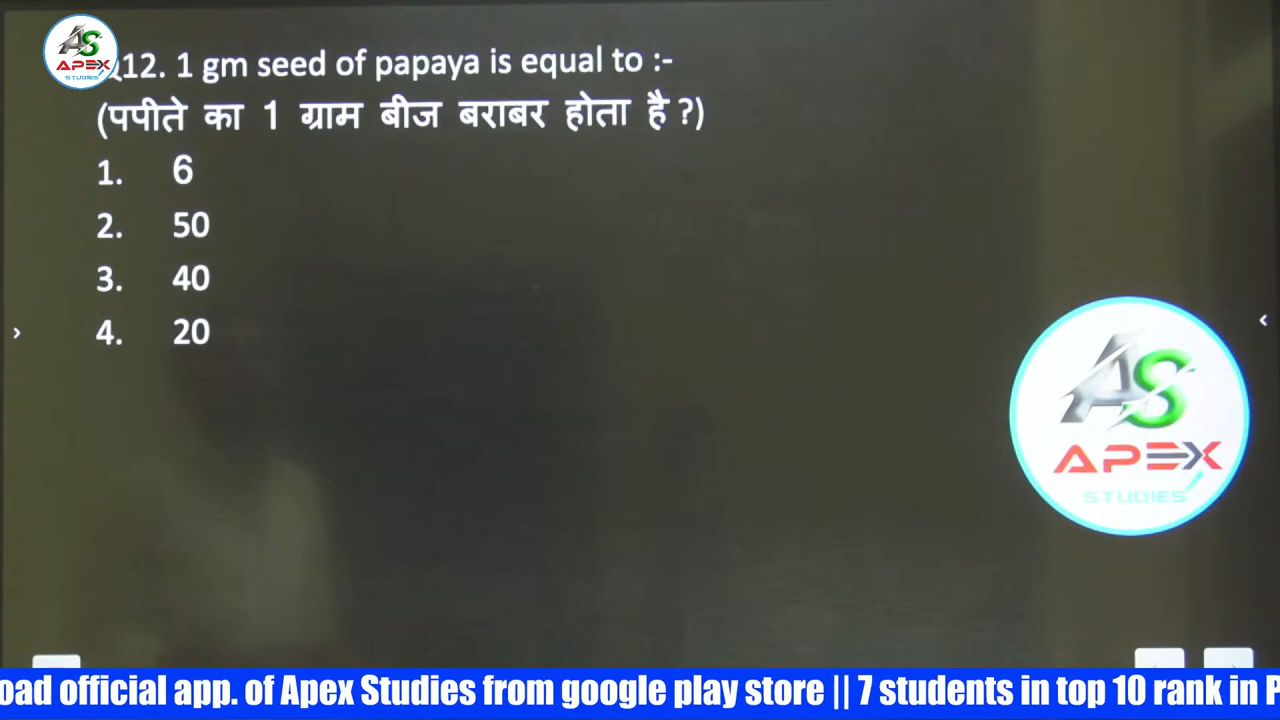 AS
APEX
STUDIES
Q12. 1 gm seed of papaya is equal to :-
(पपीते का 1 ग्राम बीज बराबर होता है ?)
1. 6
2. 50
3. 40
4. 20
AS
APEX
STUDIES
oad official app. of Apex Studies from google play store || 7 students in top 10 rank in P